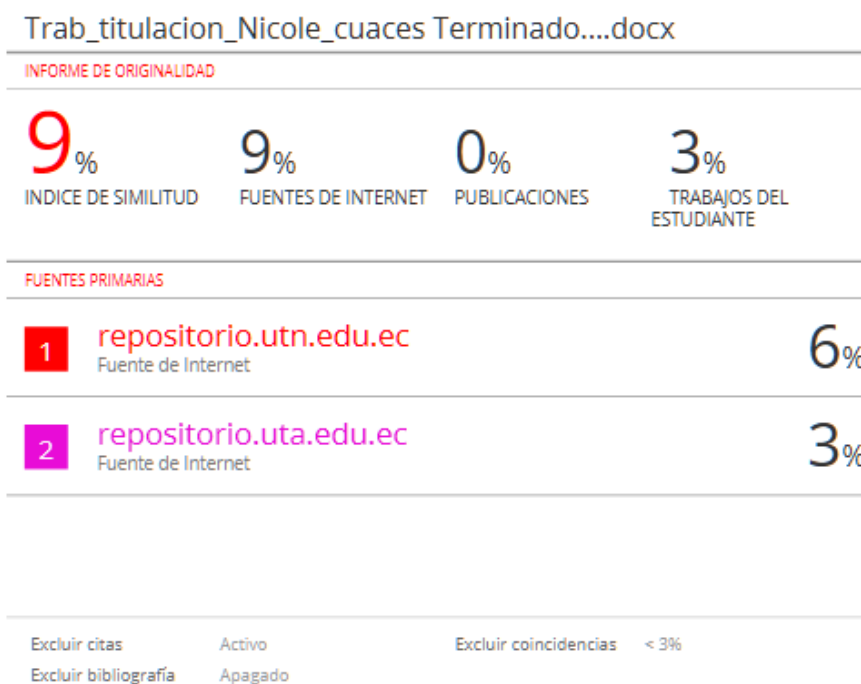 Trab_titulacion_Nicole_cuaces Terminado....docx
INFORME DE ORIGINALIDAD
9% 9% 0% 3%
INDICE DE SIMILITUD FUENTES DE INTERNET PUBLICACIONES TRABAJOS DEL
ESTUDIANTE
FUENTES PRIMARIAS
1 repositorio.utn.edu.ec 6%
Fuente de Internet
2 repositorio.uta.edu.ec 3%
Fuente de Internet
Excluir citas Activo Excluir coincidencias < 3%
Excluir bibliografía Apagado